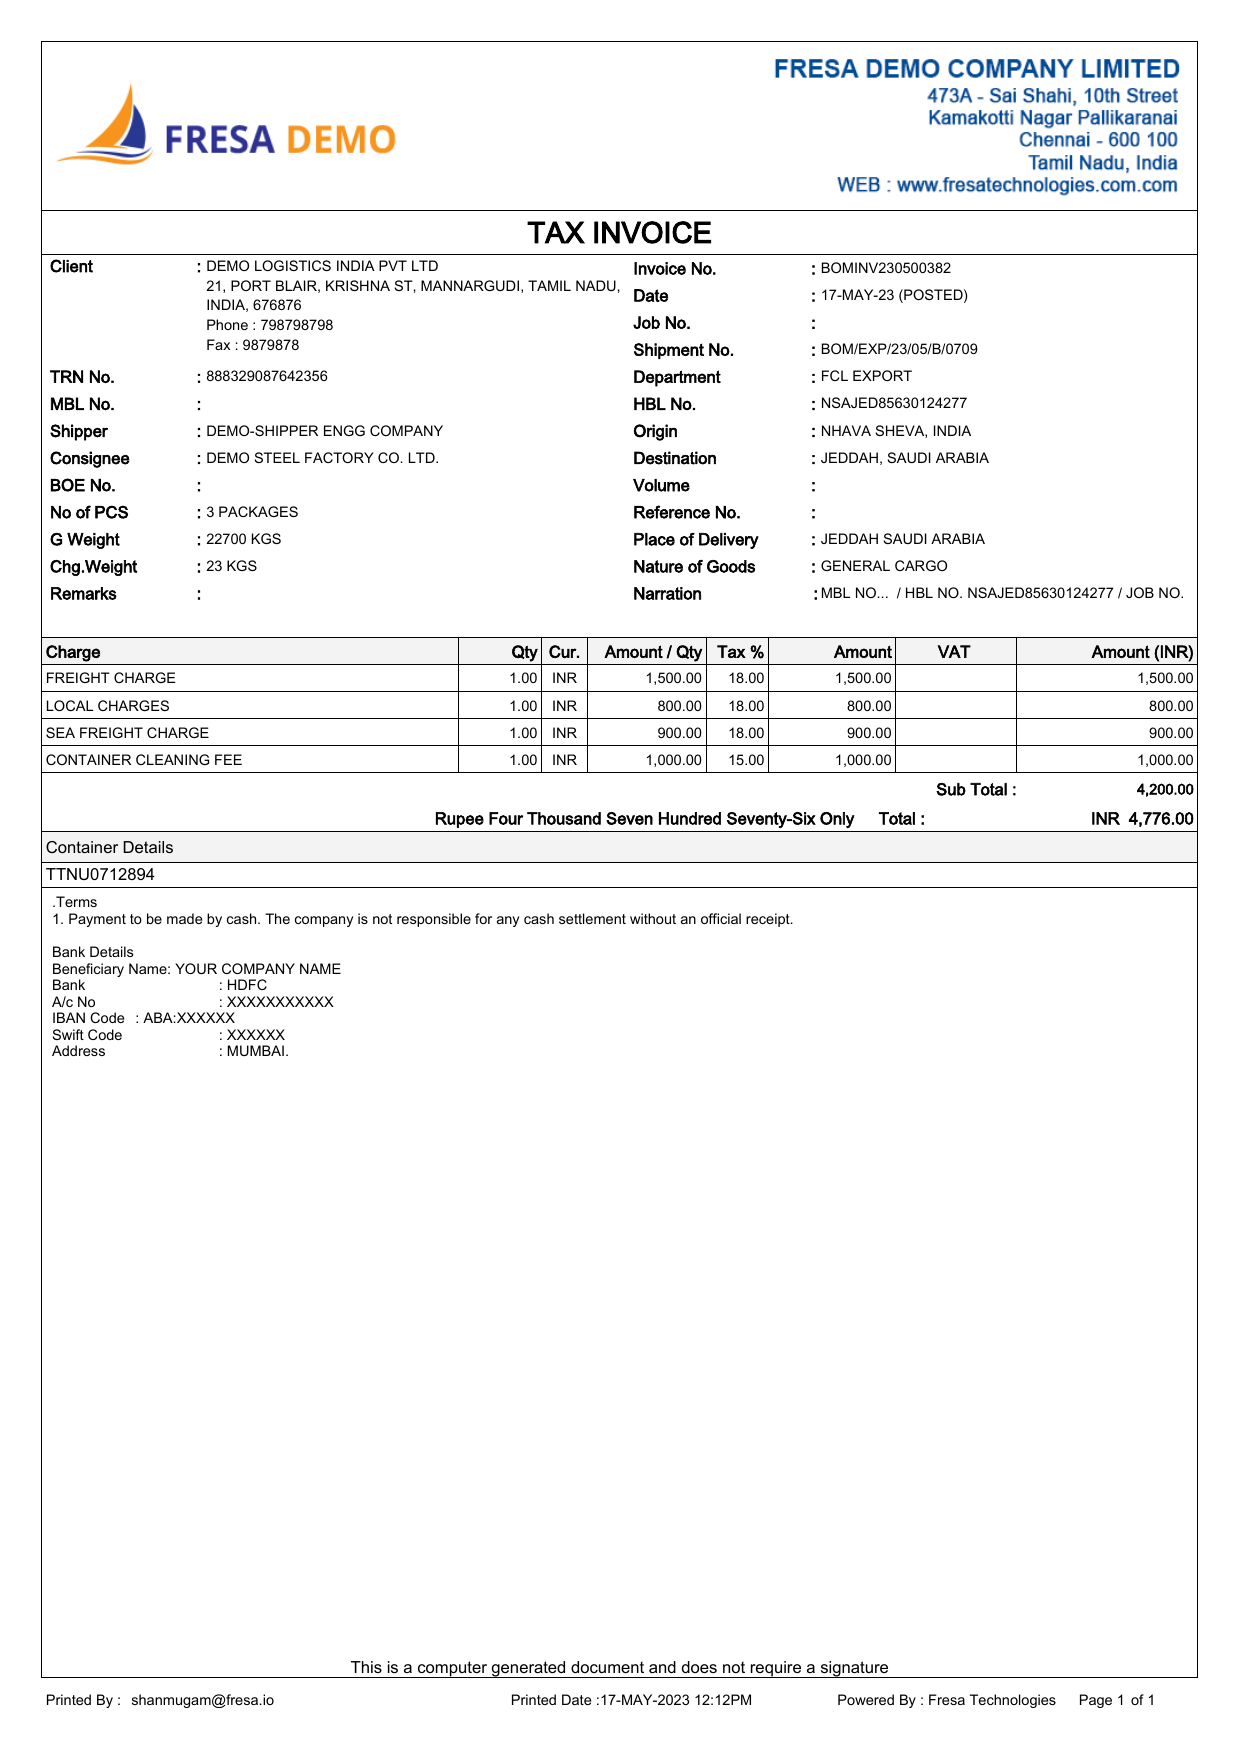 FRESA DEMO
FRESA DEMO COMPANY LIMITED
473A - Sai Shahi, 10th Street
Kamakotti Nagar Pallikaranai
Chennai - 600 100
Tamil Nadu, India
WEB : www.fresatechnologies.com.com
TAX INVOICE
Client : DEMO LOGISTICS INDIA PVT LTD
21, PORT BLAIR, KRISHNA ST, MANNARGUDI, TAMIL NADU,
INDIA, 676876
Phone : 798798798
Fax : 9879878
TRN No. : 888329087642356
MBL No. :
Shipper : DEMO-SHIPPER ENGG COMPANY
Consignee : DEMO STEEL FACTORY CO. LTD.
BOE No. :
No of PCS : 3 PACKAGES
G Weight : 22700 KGS
Chg.Weight : 23 KGS
Remarks :
Invoice No. : BOMINV230500382
Date : 17-MAY-23 (POSTED)
Job No. :
Shipment No. : BOM/EXP/23/05/B/0709
Department : FCL EXPORT
HBL No. : NSAJED85630124277
Origin : NHAVA SHEVA, INDIA
Destination : JEDDAH, SAUDI ARABIA
Volume :
Reference No. :
Place of Delivery : JEDDAH SAUDI ARABIA
Nature of Goods : GENERAL CARGO
Narration : MBL NO... / HBL NO. NSAJED85630124277 / JOB NO.
Charge Qty Cur. Amount / Qty Tax % Amount VAT Amount (INR)
FREIGHT CHARGE 1.00 INR 1,500.00 18.00 1,500.00 1,500.00
LOCAL CHARGES 1.00 INR 800.00 18.00 800.00 800.00
SEA FREIGHT CHARGE 1.00 INR 900.00 18.00 900.00 900.00
CONTAINER CLEANING FEE 1.00 INR 1,000.00 15.00 1,000.00 1,000.00
Sub Total : 4,200.00
Rupee Four Thousand Seven Hundred Seventy-Six Only Total : INR 4,776.00
Container Details
TTNU0712894
.Terms
1. Payment to be made by cash. The company is not responsible for any cash settlement without an official receipt.
Bank Details
Beneficiary Name: YOUR COMPANY NAME
Bank : HDFC
A/c No : XXXXXXXXXXX
IBAN Code : ABA:XXXXXX
Swift Code : XXXXXX
Address : MUMBAI.
This is a computer generated document and does not require a signature
Printed By : shanmugam@fresa.io Printed Date :17-MAY-2023 12:12PM Powered By : Fresa Technologies Page 1 of 1